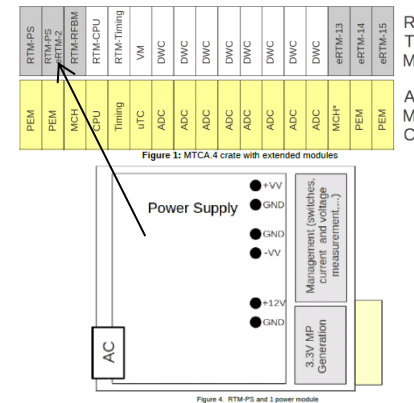 RTM-PS
RTM-PS
eRTM-2
RTM-RFBM
RTM-CPU
RTM-Timing
VM
DWC
DWC
DWC
DWC
DWC
DWC
DWC
DWC
eRTM-13
eRTM-14
eRTM-15
R
T
M
PEM
PEM
MCH
CPU
Timing
uTC
ADC
ADC
ADC
ADC
ADC
ADC
ADC
ADC
MCH*
PEM
PEM
A
M
C
Figure 1: MTCA.4 crate with extended modules
Power Supply
+VV
GND
GND
-VV
+12V
GND
Management (switches,
current and voltage
measurement....)
3.3V MP
Generation
AC
Figure 4. RTM-PS and 1 power module